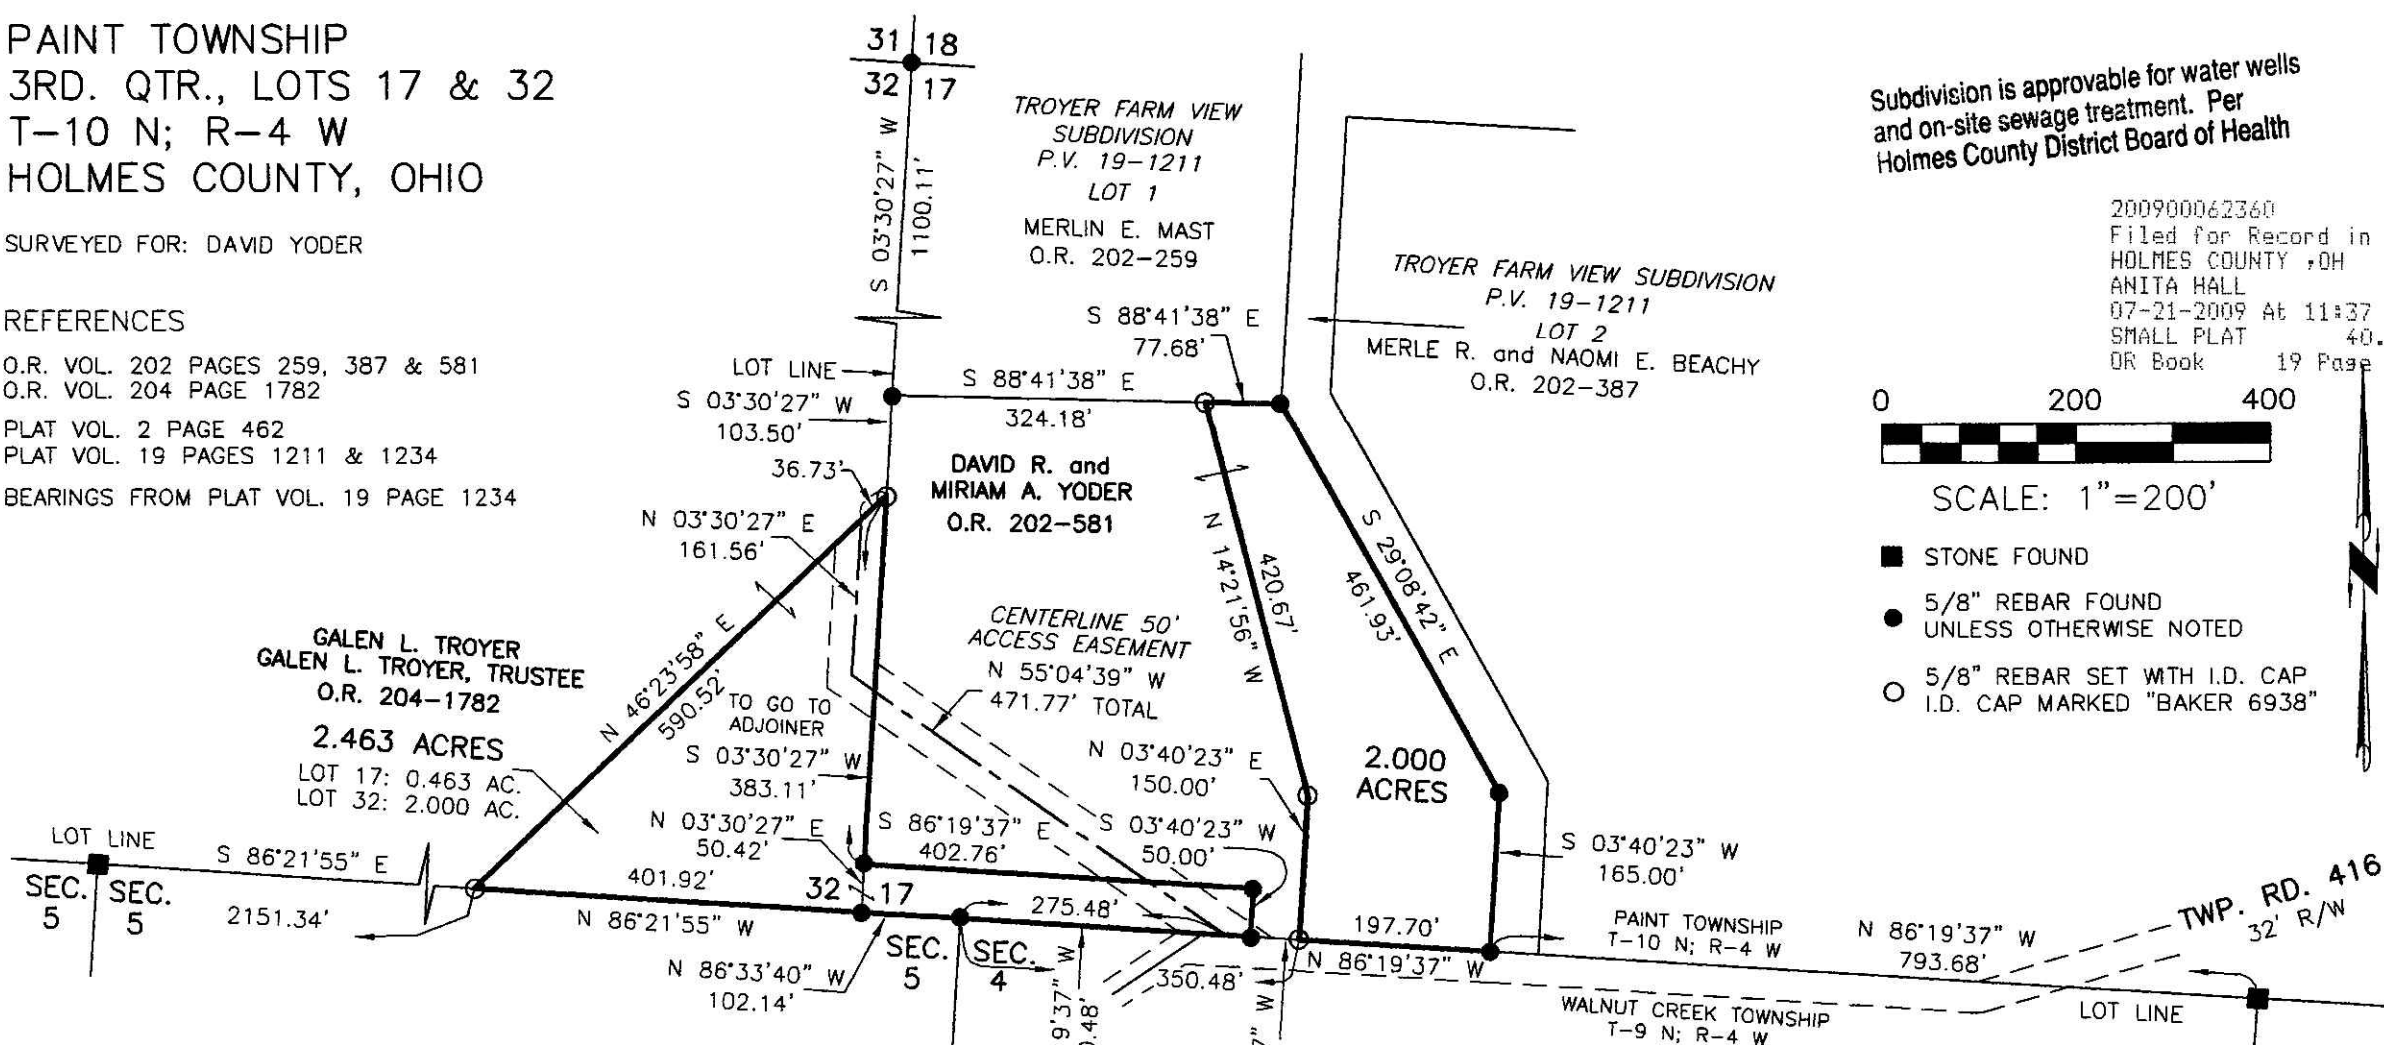 PAINT TOWNSHIP
3RD. QTR., LOTS 17 & 32
T-10 N; R-4 W
HOLMES COUNTY, OHIO
SURVEYED FOR: DAVID YODER
REFERENCES
O.R. VOL. 202 PAGES 259, 387 & 581
O.R. VOL. 204 PAGE 1782
PLAT VOL. 2 PAGE 462
PLAT VOL. 19 PAGES 1211 & 1234
BEARINGS FROM PLAT VOL. 19 PAGE 1234
31 18
32 17
S 03°30'27" W
1100.11'
TROYER FARM VIEW
SUBDIVISION
P.V. 19-1211
LOT 1
MERLIN E. MAST
O.R. 202-259
TROYER FARM VIEW SUBDIVISION
P.V. 19-1211
LOT 2
MERLE R. and NAOMI E. BEACHY
O.R. 202-387
Subdivision is approvable for water wells
and on-site sewage treatment. Per
Holmes County District Board of Health
200900062360
Filed for Record in
HOLMES COUNTY ,OH
ANITA HALL
07-21-2009 At 11:37
SMALL PLAT 40.
OR Book 19 Page
0 200 400
SCALE: 1"=200'
STONE FOUND
5/8" REBAR FOUND
UNLESS OTHERWISE NOTED
5/8" REBAR SET WITH I.D. CAP
I.D. CAP MARKED "BAKER 6938"
S 88°41'38" E
77.68'
LOT LINE
S 88°41'38" E
324.18'
S 03°30'27" W
103.50'
36.73'
DAVID R. and
MIRIAM A. YODER
O.R. 202-581
N 03°30'27" E
161.56'
N 14°21'56" W
420.67'
S 29°08'42" E
461.93'
CENTERLINE 50'
ACCESS EASEMENT
N 55°04'39" W
471.77' TOTAL
GALEN L. TROYER
GALEN L. TROYER, TRUSTEE
O.R. 204-1782
2.463 ACRES
LOT 17: 0.463 AC.
LOT 32: 2.000 AC.
N 46°23'58" E
590.52'
TO GO TO
ADJOINER
S 03°30'27" W
383.11'
N 03°40'23" E
150.00'
2.000
ACRES
N 03°30'27" E
50.42'
S 86°19'37" E
402.76'
S 03°40'23" W
50.00'
S 03°40'23" W
165.00'
LOT LINE
S 86°21'55" E
2151.34'
SEC. 5
SEC. 5
401.92'
N 86°21'55" W
32 17
275.48'
197.70'
N 86°33'40" W
102.14'
SEC. 5
SEC. 4
9'37" W
0.48'
350.48'
7" W
N 86°19'37" W
PAINT TOWNSHIP
T-10 N; R-4 W
N 86°19'37" W
793.68'
TWP. RD. 416
32' R/W
WALNUT CREEK TOWNSHIP
T-9 N; R-4 W
LOT LINE